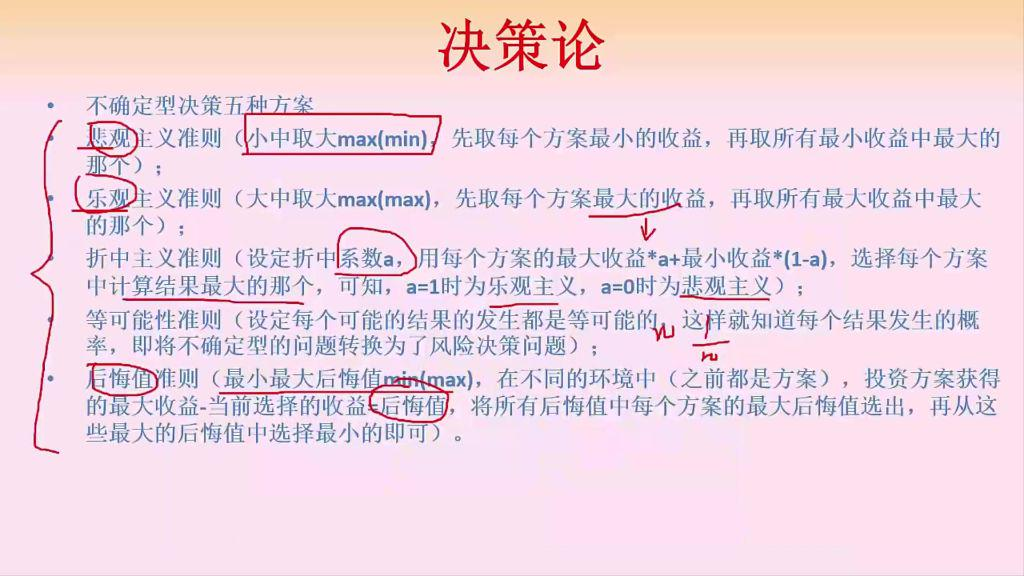 决策论
• 不确定型决策五种方案
• 悲观主义准则（小中取大max(min)，先取每个方案最小的收益，再取所有最小收益中最大的
那个）；
• 乐观主义准则（大中取大max(max)，先取每个方案最大的收益，再取所有最大收益中最大
的那个）；
• 折中主义准则（设定折中系数a，用每个方案的最大收益*a+最小收益*(1-a)，选择每个方案
中计算结果最大的那个，可知，a=1时为乐观主义，a=0时为悲观主义）；
• 等可能性准则（设定每个可能的结果的发生都是等可能的，这样就知道每个结果发生的概
率，即将不确定型的问题转换为了风险决策问题）；
n 1/n
• 后悔值准则（最小最大后悔值min(max)，在不同的环境中（之前都是方案），投资方案获得
的最大收益-当前选择的收益=后悔值，将所有后悔值中每个方案的最大后悔值选出，再从这
些最大的后悔值中选择最小的即可）。